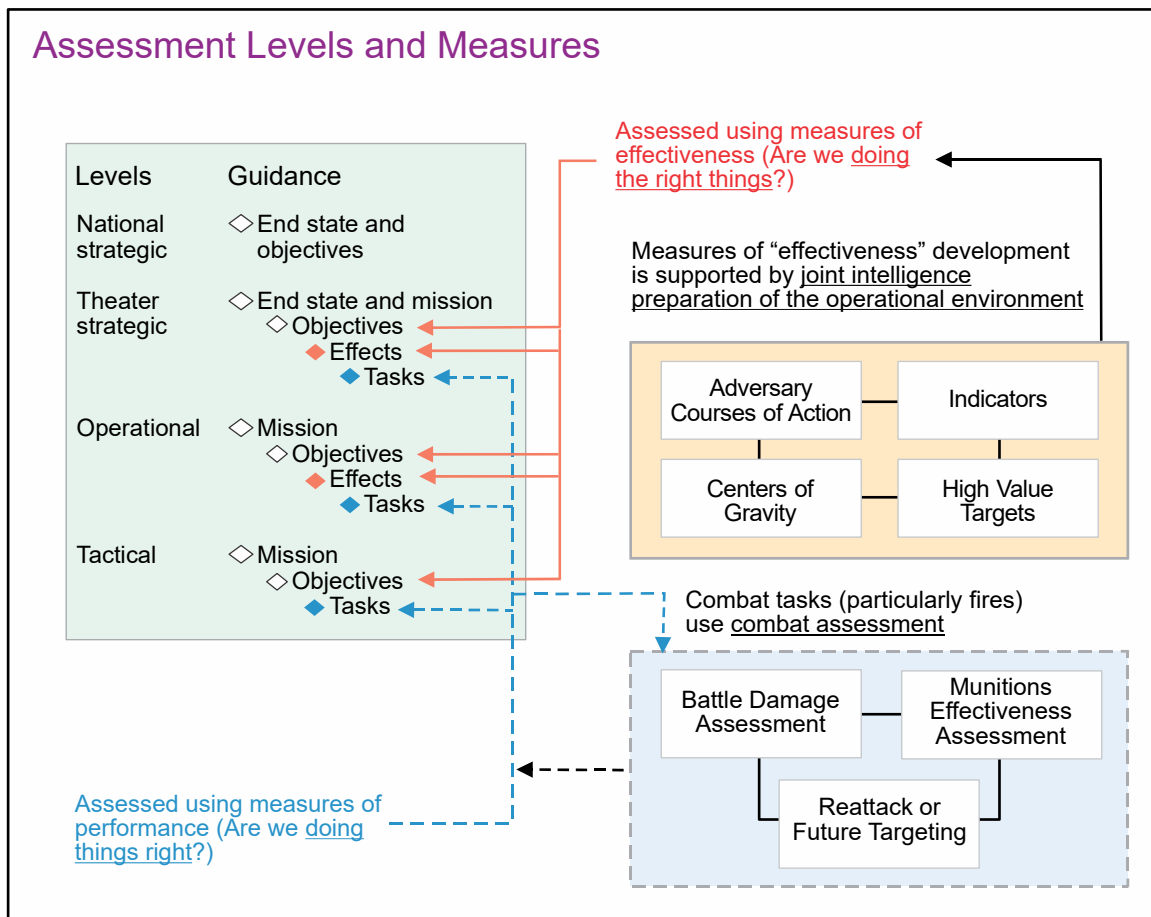 Assessment Levels and Measures
Levels
Guidance
National
strategic
End state and
objectives
Theater
strategic
End state and mission
Objectives
Effects
Tasks
Operational
Mission
Objectives
Effects
Tasks
Tactical
Mission
Objectives
Tasks
Assessed using measures of
effectiveness (Are we doing
the right things?)
Measures of “effectiveness” development
is supported by joint intelligence
preparation of the operational environment
Adversary
Courses of Action
Indicators
Centers of
Gravity
High Value
Targets
Combat tasks (particularly fires)
use combat assessment
Battle Damage
Assessment
Munitions
Effectiveness
Assessment
Reattack or
Future Targeting
Assessed using measures of
performance (Are we doing
things right?)